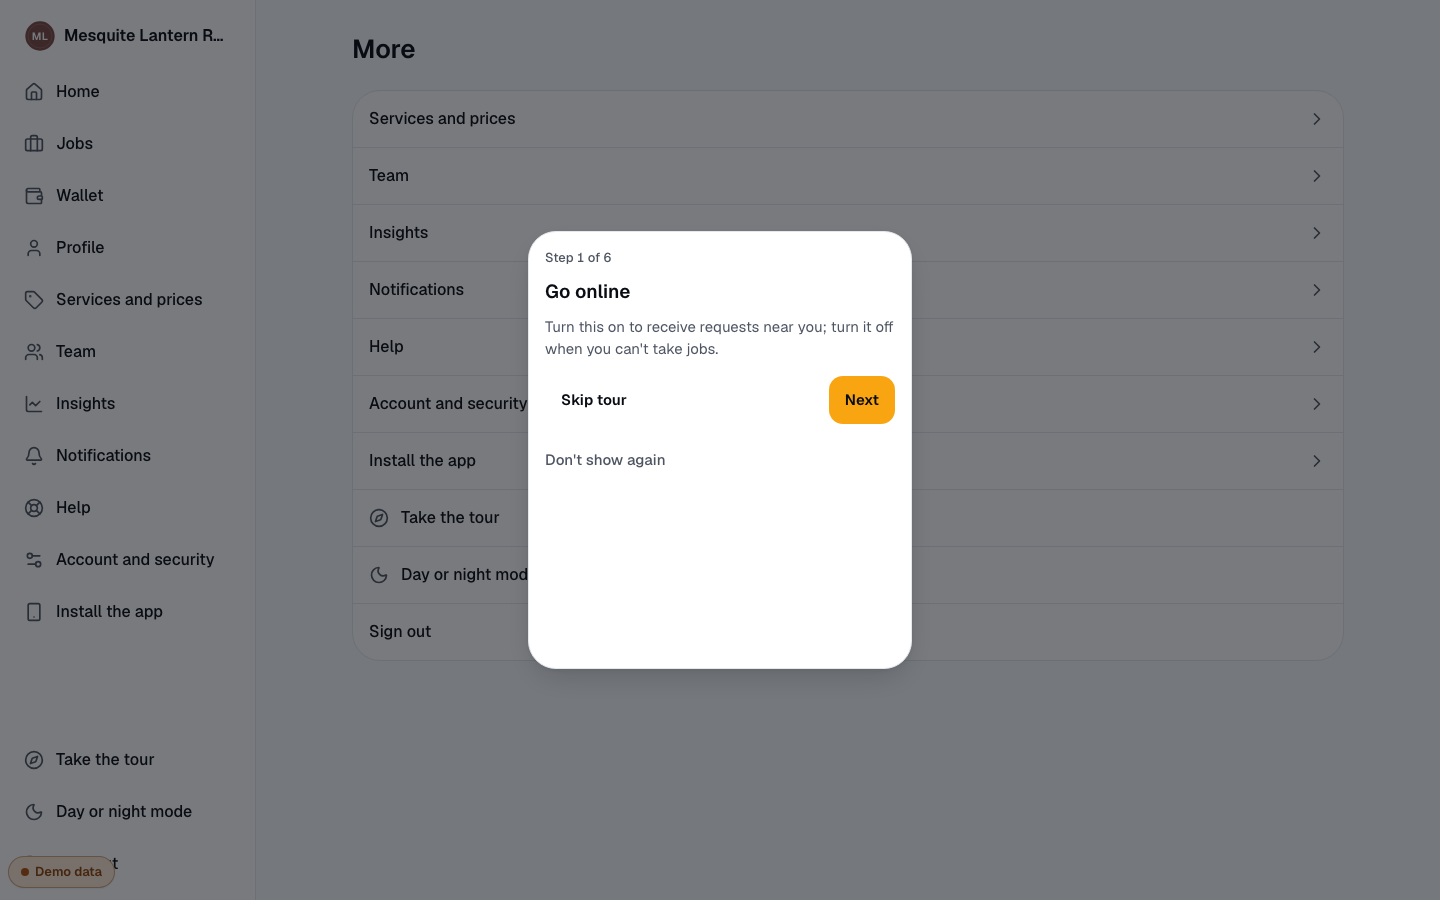 ML Mesquite Lantern R...
Home
Jobs
Wallet
Profile
Services and prices
Team
Insights
Notifications
Help
Account and security
Install the app
Take the tour
Day or night mode
Demo data
More
Services and prices
Team
Insights
Notifications
Help
Account and security
Install the app
Take the tour
Day or night mod
Sign out
Step 1 of 6
Go online
Turn this on to receive requests near you; turn it off
when you can't take jobs.
Skip tour
Next
Don't show again